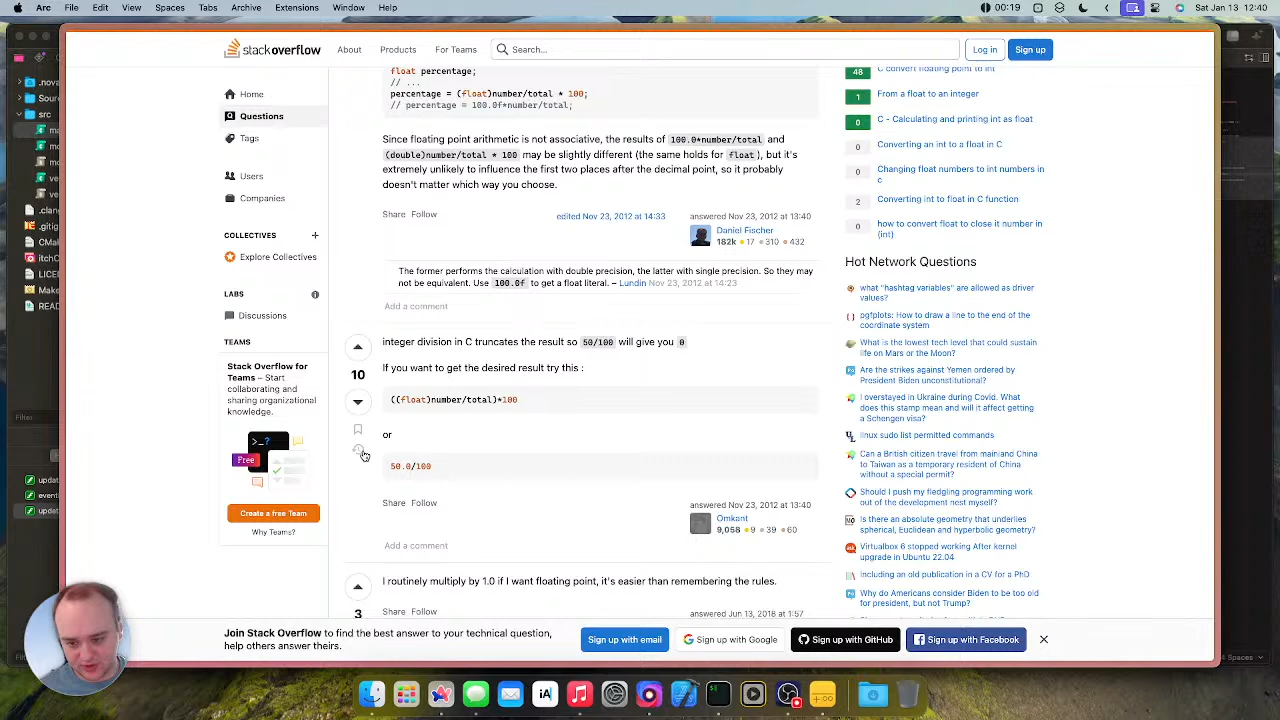 Arc File Edit View Spaces Tabs Archive Extensions Window Help 00:19 Sat Jan 13 12:40
stackoverflow About Products For Teams Search... Log in Sign up
.nova
Sour
src
.clang
itchC
LICE
Make
READ
Filter
updat
event
updat
4 Spaces
Home
Questions
Tags
Users
Companies
COLLECTIVES +
Explore Collectives
LABS
Discussions
TEAMS
Stack Overflow for
Teams – Start
collaborating and
sharing organizational
knowledge.
>_?
Free
Create a free Team
Why Teams?
float percentage;
// ...
percentage = (float)number/total * 100;
// percentage = 100.0f*number/total;
Since floating point arithmetic is not associative, the results of 100.0*number/total and
(double)number/total * 100 may be slightly different (the same holds for float), but it's
extremely unlikely to influence the first two places after the decimal point, so it probably
doesn't matter which way you choose.
Share Follow edited Nov 23, 2012 at 14:33 answered Nov 23, 2012 at 13:40
Daniel Fischer
182k 17 310 432
The former performs the calculation with double precision, the latter with single precision. So they may
not be equivalent. Use 100.0f to get a float literal. – Lundin Nov 23, 2012 at 14:23
Add a comment
10
integer division in C truncates the result so 50/100 will give you 0
If you want to get the desired result try this :
((float)number/total)*100
or
50.0/100
Share Follow answered Nov 23, 2012 at 13:40
Omkant
9,058 9 39 60
Add a comment
3
I routinely multiply by 1.0 if I want floating point, it's easier than remembering the rules.
Share Follow answered Jun 13, 2018 at 1:57
48 C convert floating point to int
1 From a float to an integer
0 C - Calculating and printing int as float
0 Converting an int to a float in C
0 Changing float numbers to int numbers in
c
2 Converting int to float in C function
0 how to convert float to close it number in
(int)
Hot Network Questions
what "hashtag variables" are allowed as driver
values?
pgfplots: How to draw a line to the end of the
coordinate system
What is the lowest tech level that could sustain
life on Mars or the Moon?
Are the strikes against Yemen ordered by
President Biden unconstitutional?
I overstayed in Ukraine during Covid. What
does this stamp mean and will it affect getting
a Schengen visa?
linux sudo list permitted commands
Can a British citizen travel from mainland China
to Taiwan as a temporary resident of China
without a special permit?
Should I push my fledgling programming work
out of the development nest myself?
Is there an absolute geometry that underlies
spherical, Euclidean and hyperbolic geometry?
Virtualbox 6 stopped working After kernel
upgrade in Ubuntu 22.04
Including an old publication in a CV for a PhD
Why do Americans consider Biden to be too old
for president, but not Trump?
Join Stack Overflow to find the best answer to your technical question,
help others answer theirs.
Sign up with email Sign up with Google Sign up with GitHub Sign up with Facebook